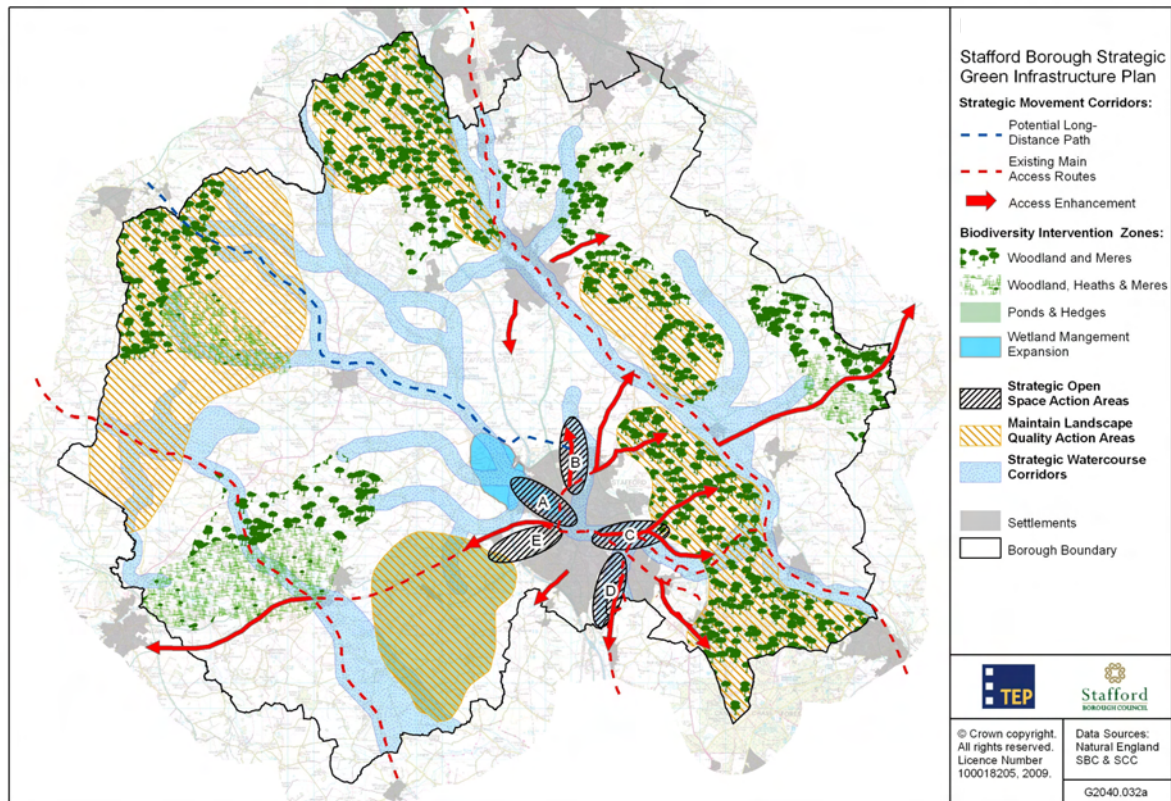 Stafford Borough Strategic
Green Infrastructure Plan
Strategic Movement Corridors:
Potential Long-
Distance Path
Existing Main
Access Routes
Access Enhancement
Biodiversity Intervention Zones:
Woodland and Meres
Woodland, Heaths & Meres
Ponds & Hedges
Wetland Mangement
Expansion
Strategic Open
Space Action Areas
Maintain Landscape
Quality Action Areas
Strategic Watercourse
Corridors
Settlements
Borough Boundary
B
A
C
E
D
TEP
Stafford
BOROUGH COUNCIL
© Crown copyright.
All rights reserved.
Licence Number
100018205, 2009.
Data Sources:
Natural England
SBC & SCC
G2040.032a